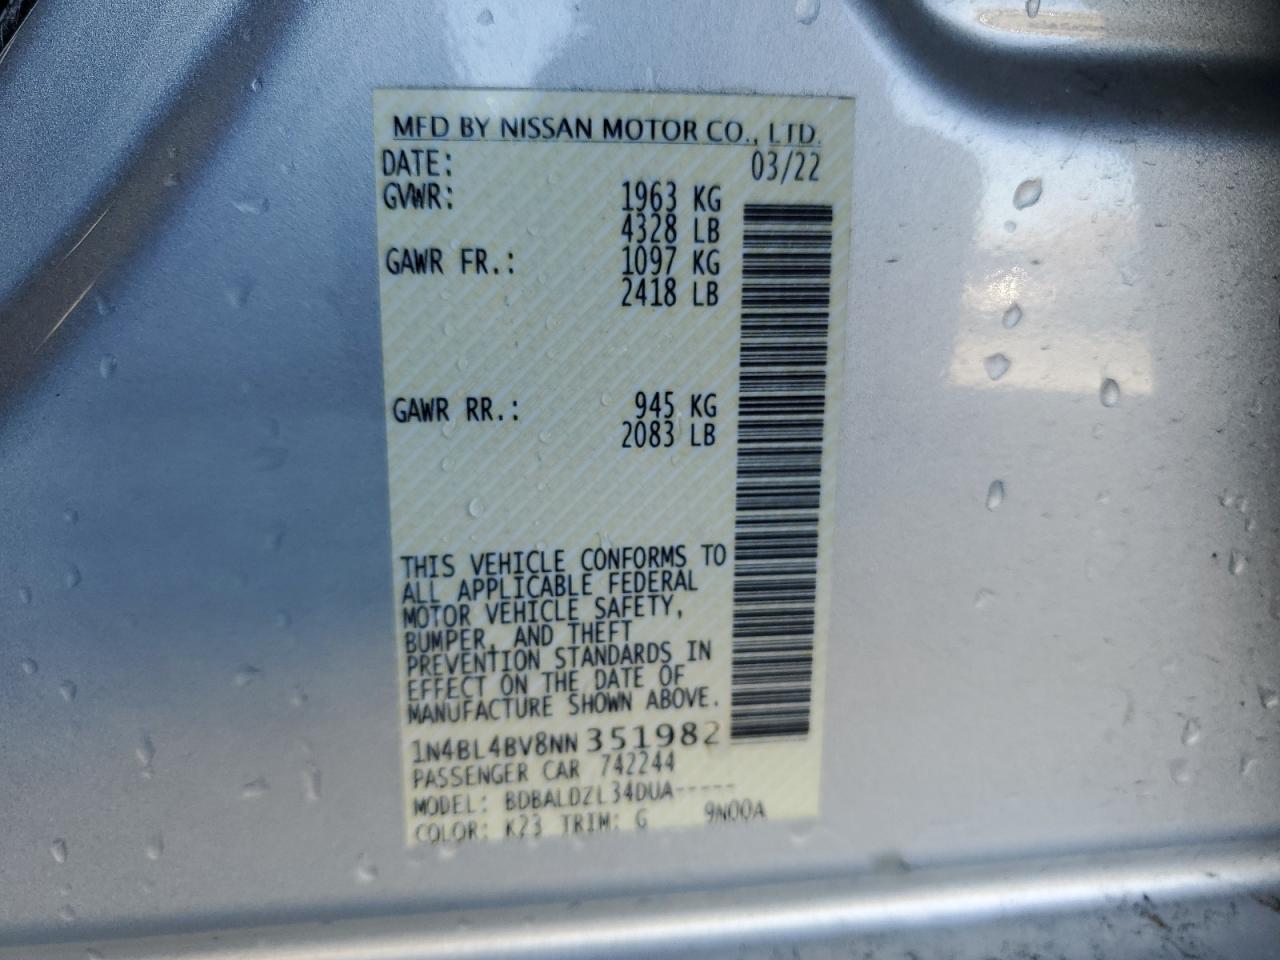 MFD BY NISSAN MOTOR CO., LTD.
DATE: 03/22
GVWR: 1963 KG
4328 LB
GAWR FR.: 1097 KG
2418 LB
GAWR RR.: 945 KG
2083 LB
THIS VEHICLE CONFORMS TO
ALL APPLICABLE FEDERAL
MOTOR VEHICLE SAFETY,
BUMPER, AND THEFT
PREVENTION STANDARDS IN
EFFECT ON THE DATE OF
MANUFACTURE SHOWN ABOVE.
1N4BL4BV8NN351982
PASSENGER CAR 742244
MODEL: BDBALDZL34DUA-----
COLOR: K23 TRIM: G 9N00A